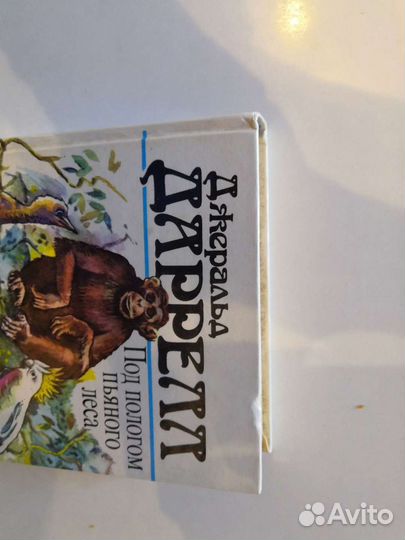 Джеральд
ДАРРЕЛЛ
Под пологом
пьяного
леса
Avito